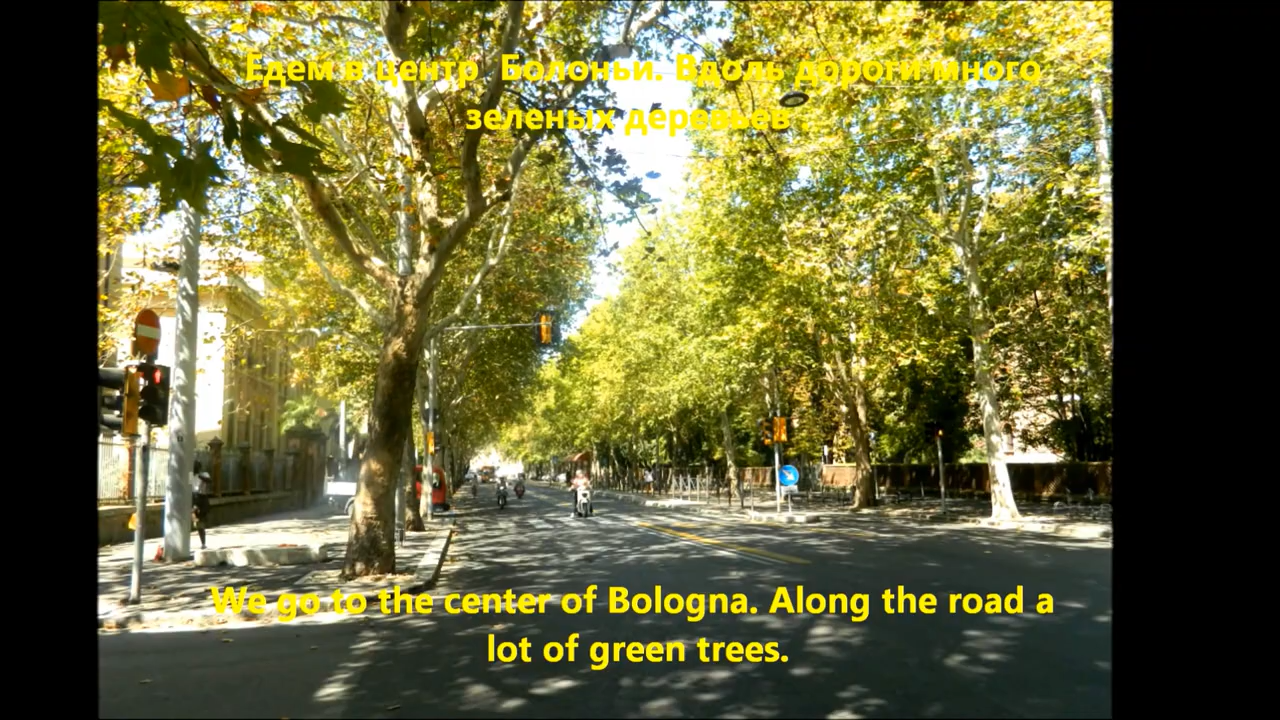 Едем в центр Болоньи. Вдоль дороги много
зеленых деревьев .
We go to the center of Bologna. Along the road a
lot of green trees.